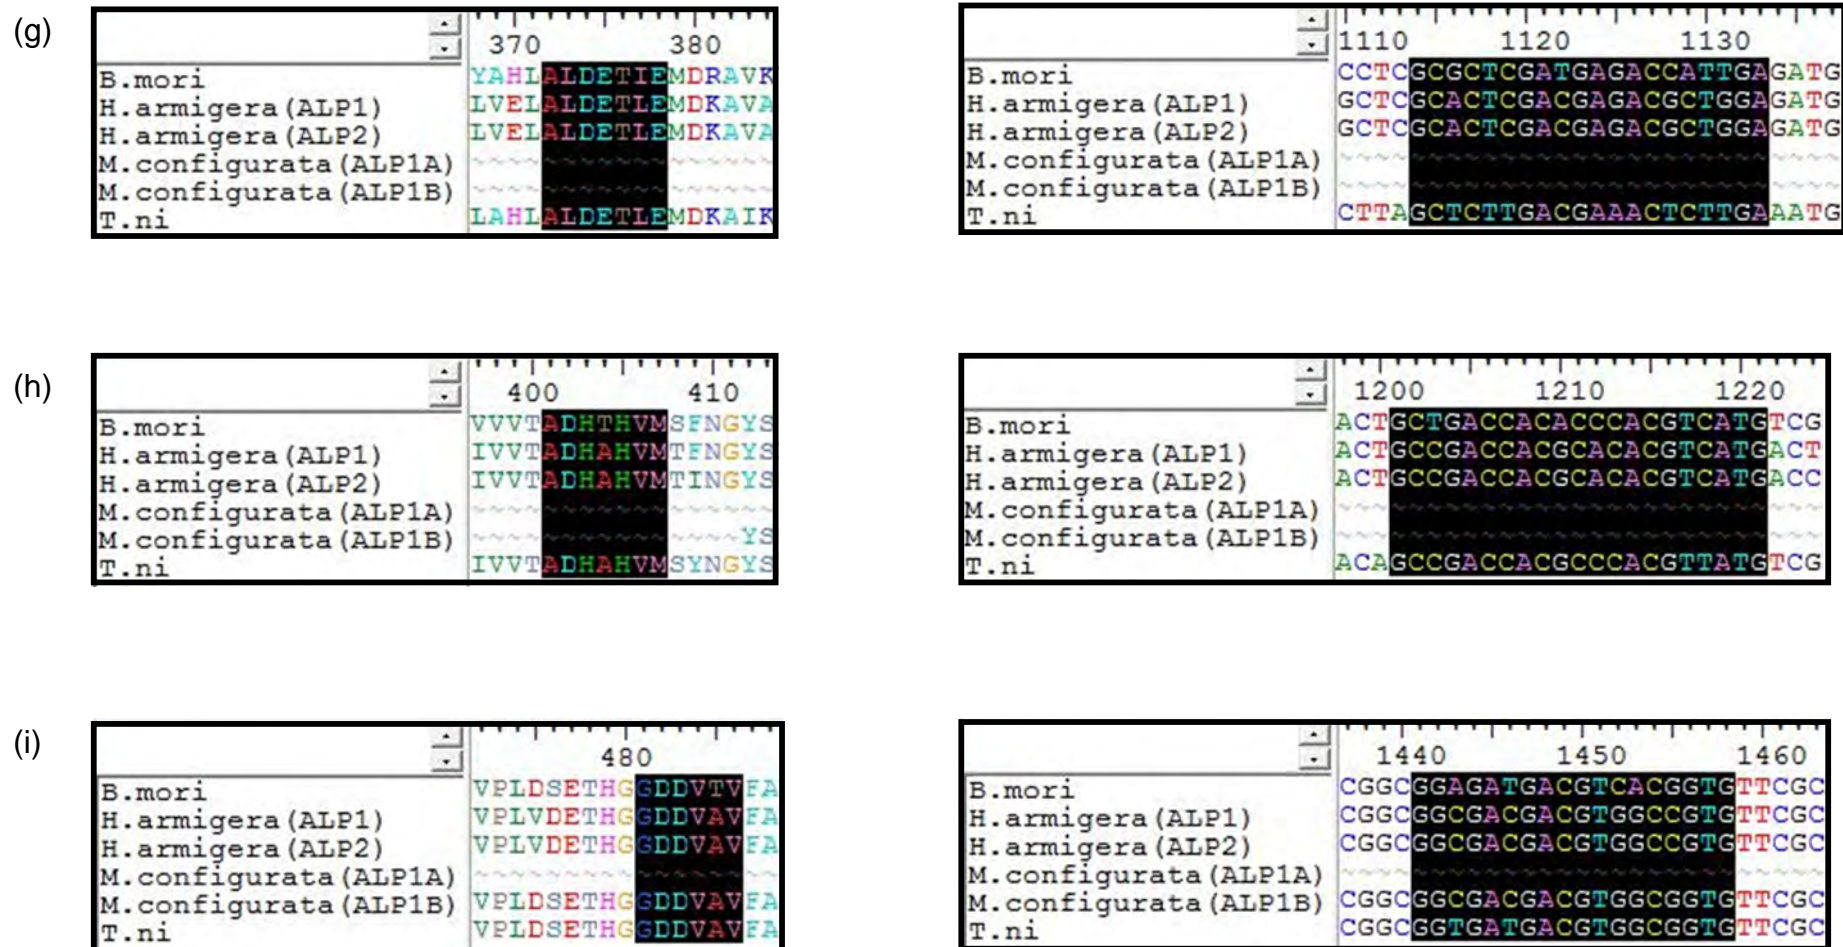 (g)
370 380
B.mori YAHLALDETIEMDRAVK
H.armigera(ALP1) LVELALDETLEMDKAVA
H.armigera(ALP2) LVELALDETLEMDKAVA
M.configurata(ALP1A) ~~~~~~~~~~~~~~~~~
M.configurata(ALP1B) ~~~~~~~~~~~~~~~~~
T.ni LAHLALDETLEMDKAIK
1110 1120 1130
B.mori CCTCGCGCTCGATGAGACCATTGAGATG
H.armigera(ALP1) GCTCGCACTCGACGAGACGCTGGAGATG
H.armigera(ALP2) GCTCGCACTCGACGAGACGCTGGAGATG
M.configurata(ALP1A) ~~~~~~~~~~~~~~~~~~~~~~~~~~~~
M.configurata(ALP1B) ~~~~~~~~~~~~~~~~~~~~~~~~~~~~
T.ni CTTAGCTCTTGACGAAACTCTTGAAATG
(h)
400 410
B.mori VVVTADHTHVMSFNGYS
H.armigera(ALP1) IVVTADHAHVMTFNGYS
H.armigera(ALP2) IVVTADHAHVMTINGYS
M.configurata(ALP1A) ~~~~~~~~~~~~~~~~~
M.configurata(ALP1B) ~~~~~~~~~~~~~~~YS
T.ni IVVTADHAHVMSYNGYS
1200 1210 1220
B.mori ACTGCTGACCACACCCACGTCATGTCG
H.armigera(ALP1) ACTGCCGACCACGCACACGTCATGACT
H.armigera(ALP2) ACTGCCGACCACGCACACGTCATGACC
M.configurata(ALP1A) ~~~~~~~~~~~~~~~~~~~~~~~~~~~
M.configurata(ALP1B) ~~~~~~~~~~~~~~~~~~~~~~~~~~~
T.ni ACAGCCGACCACGCCCACGTTATGTCG
(i)
480
B.mori VPLDSETHGGDDVTVFA
H.armigera(ALP1) VPLVDETHGGDDVAVFA
H.armigera(ALP2) VPLVDETHGGDDVAVFA
M.configurata(ALP1A) ~~~~~~~~~~~~~~~~~
M.configurata(ALP1B) VPLDSETHGGDDVAVFA
T.ni VPLDSETHGGDDVAVFA
1440 1450 1460
B.mori CGGCGGAGATGACGTCACGGTGTTCGC
H.armigera(ALP1) CGGCGGCGACGACGTGGCCGTGTTCGC
H.armigera(ALP2) CGGCGGCGACGACGTGGCCGTGTTCGC
M.configurata(ALP1A) ~~~~~~~~~~~~~~~~~~~~~~~~~~~
M.configurata(ALP1B) CGGCGGCGACGACGTGGCGGTGTTCGC
T.ni CGGCGGTGATGACGTGGCGGTGTTCGC